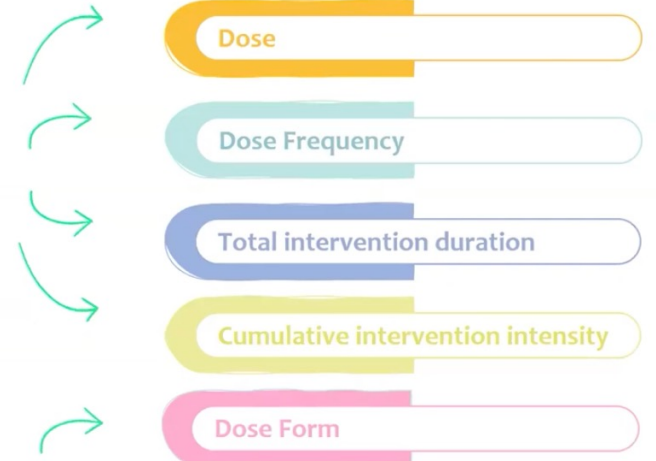 Dose
Dose Frequency
Total intervention duration
Cumulative intervention intensity
Dose Form